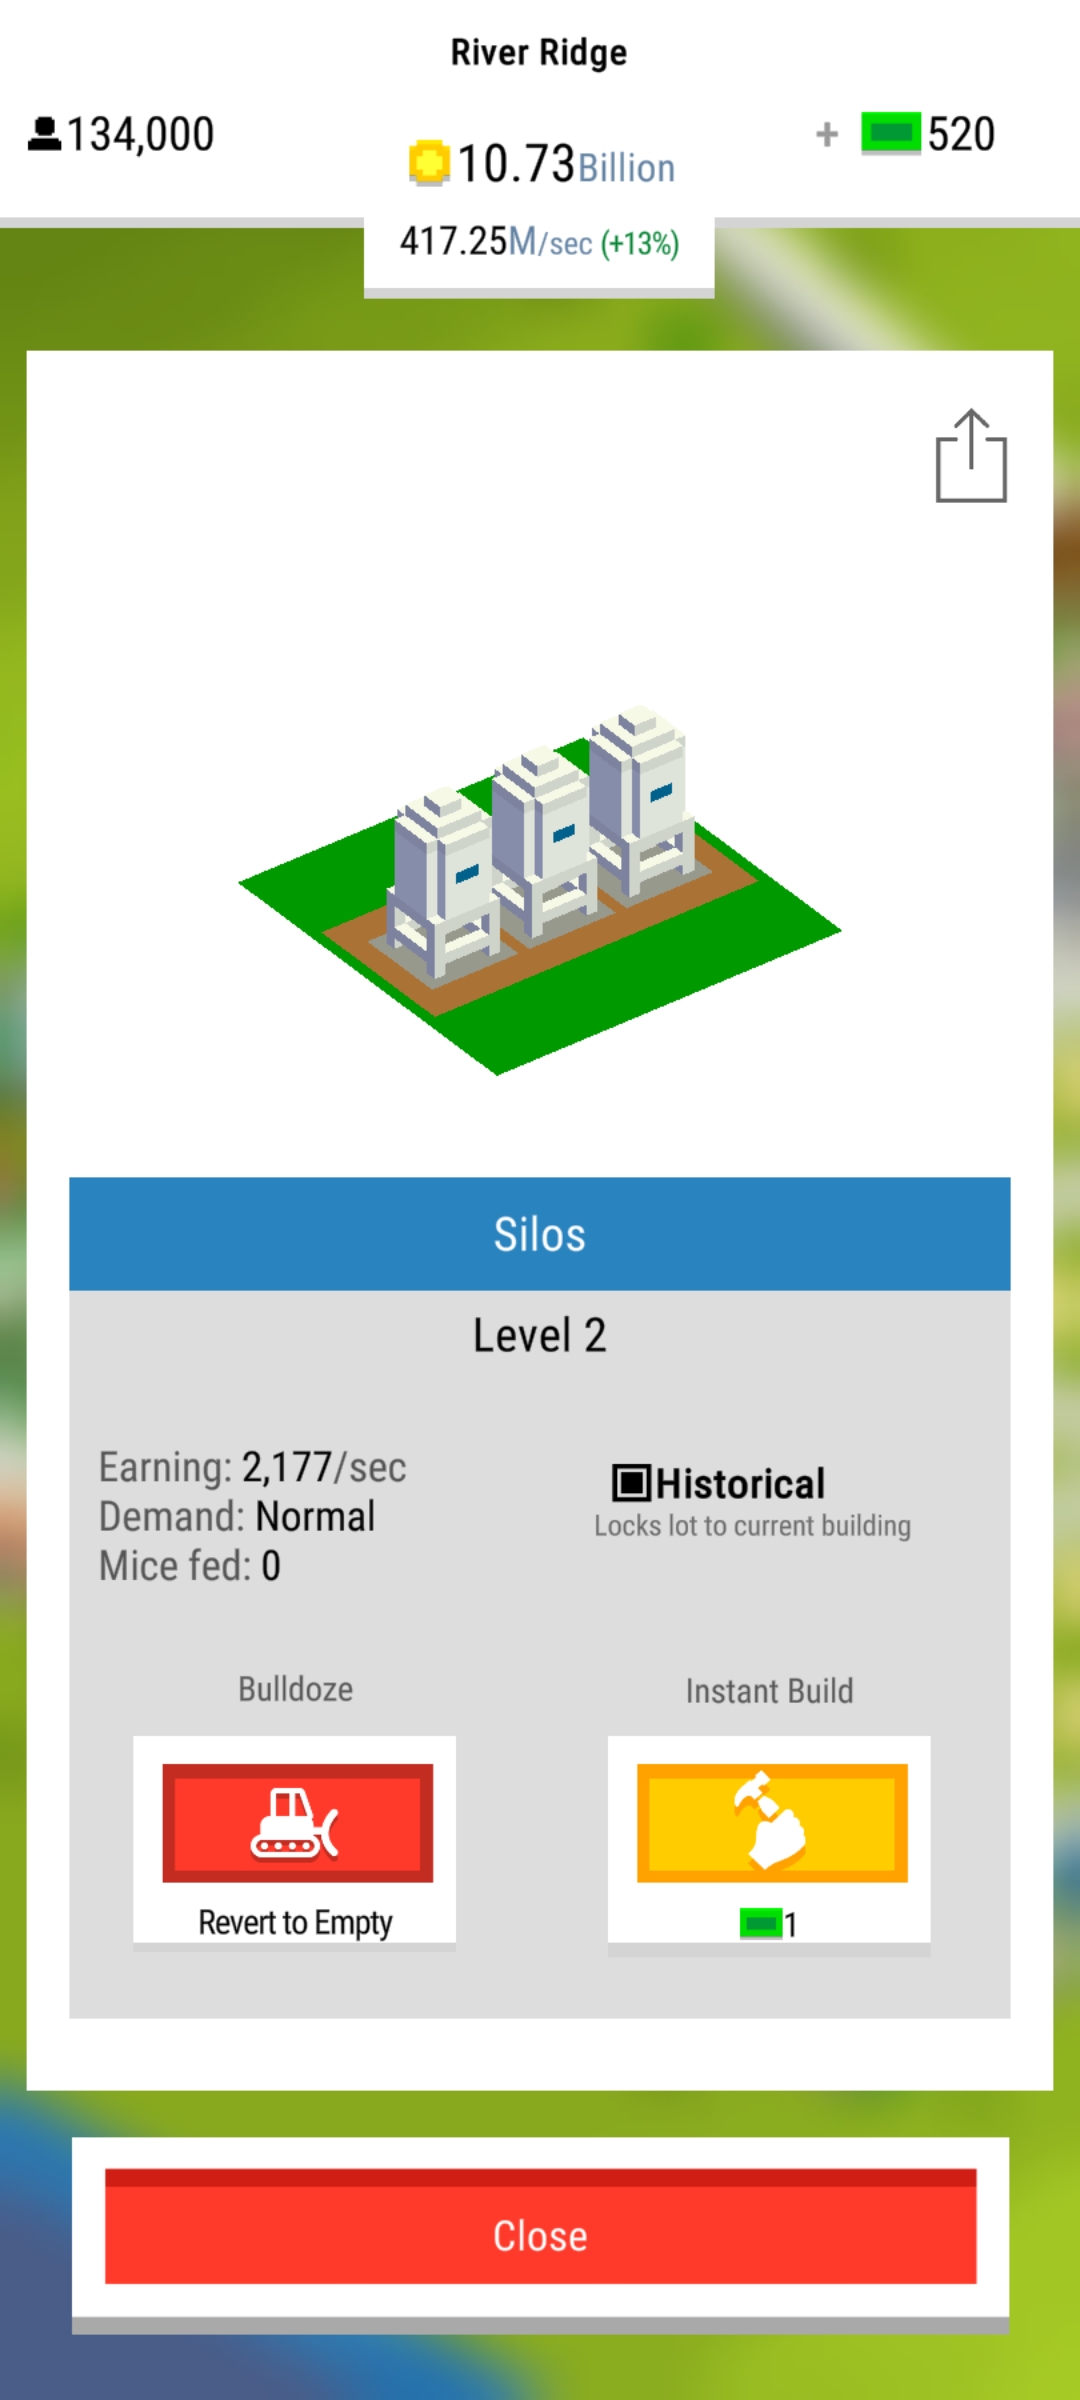 River Ridge
134,000
10.73Billion
+ 520
417.25M/sec (+13%)
Silos
Level 2
Earning: 2,177/sec
Demand: Normal
Mice fed: 0
Historical
Locks lot to current building
Bulldoze
Instant Build
Revert to Empty
1
Close